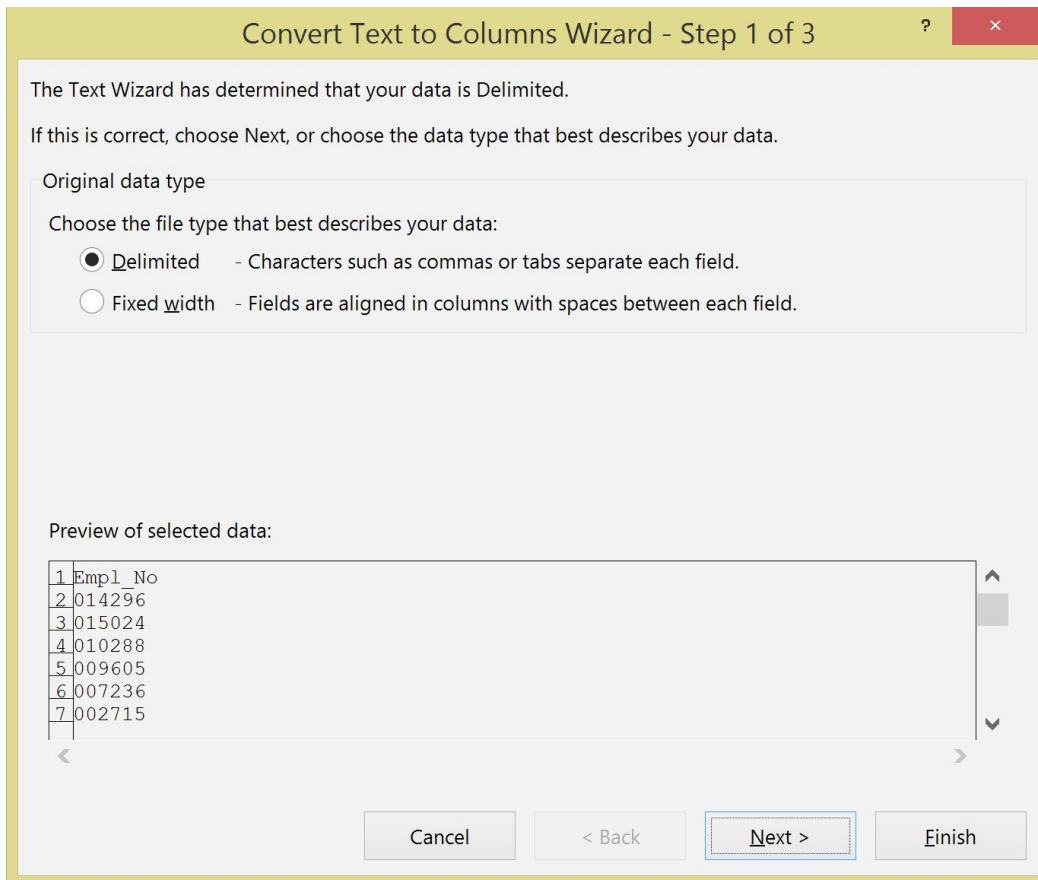 Convert Text to Columns Wizard - Step 1 of 3
?
The Text Wizard has determined that your data is Delimited.
If this is correct, choose Next, or choose the data type that best describes your data.
Original data type
Choose the file type that best describes your data:
Delimited - Characters such as commas or tabs separate each field.
Fixed width - Fields are aligned in columns with spaces between each field.
Preview of selected data:
1 Empl_No
2 014296
3 015024
4 010288
5 009605
6 007236
7 002715
Cancel < Back Next > Finish